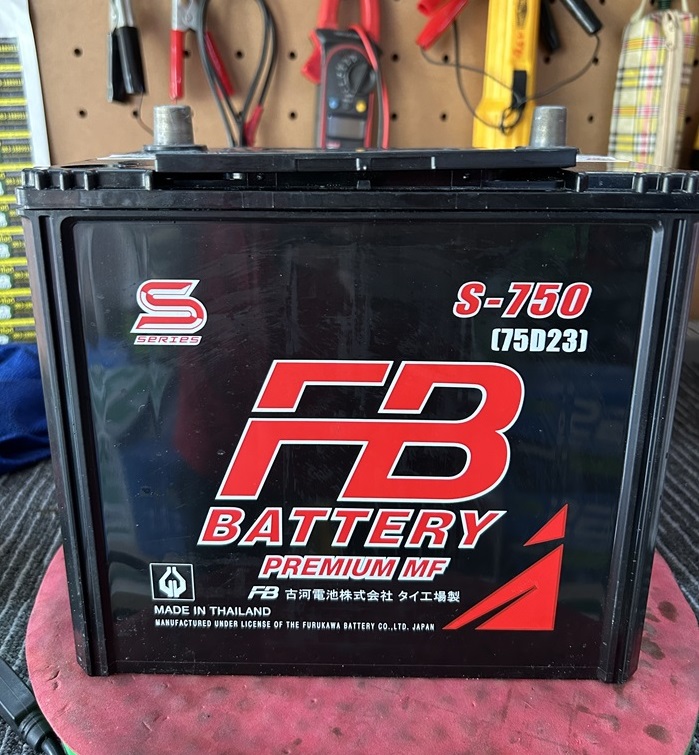 S
SERIES
S-750
(75D23)
FB
BATTERY
PREMIUM MF
FB 古河電池株式会社 タイ工場製
MADE IN THAILAND
MANUFACTURED UNDER LICENSE OF THE FURUKAWA BATTERY CO.,LTD. JAPAN